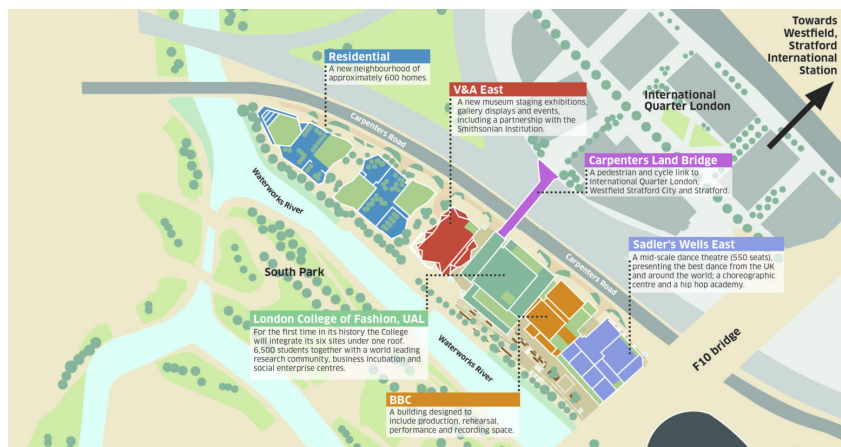 Towards
Westfield,
Stratford
International
Station
Residential
A new neighbourhood of
approximately 600 homes.
V&A East
A new museum staging exhibitions,
gallery displays and events,
including a partnership with the
Smithsonian Institution.
International
Quarter London
Carpenters Road
Carpenters Land Bridge
A pedestrian and cycle link to
International Quarter London,
Westfield Stratford City and Stratford.
Waterworks River
Sadler's Wells East
A mid-scale dance theatre (550 seats),
presenting the best dance from the UK
and around the world; a choreographic
centre and a hip hop academy.
South Park
Carpenters Road
London College of Fashion, UAL
For the first time in its history the College
will integrate its six sites under one roof.
6,500 students together with a world leading
research community, business incubation and
social enterprise centres.
Waterworks River
F10 bridge
BBC
A building designed to
include production, rehearsal,
performance and recording space.